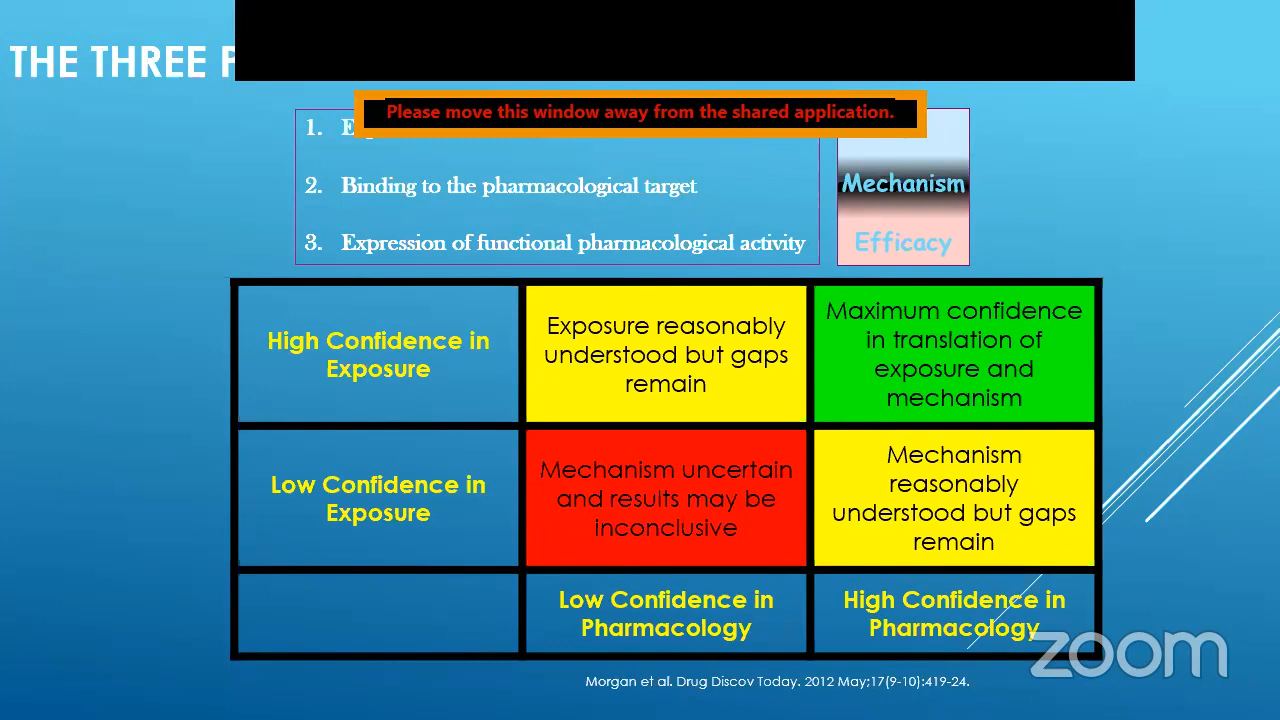 THE THREE
Please move this window away from the shared application.
1.
2. Binding to the pharmacological target
Mechanism
3. Expression of functional pharmacological activity
Efficacy
High Confidence in
Exposure
Exposure reasonably
understood but gaps
remain
Maximum confidence
in translation of
exposure and
mechanism
Low Confidence in
Exposure
Mechanism uncertain
and results may be
inconclusive
Mechanism
reasonably
understood but gaps
remain
Low Confidence in
Pharmacology
High Confidence in
Pharmacology
zoom
Morgan et al. Drug Discov Today. 2012 May;17(9-10):419-24.